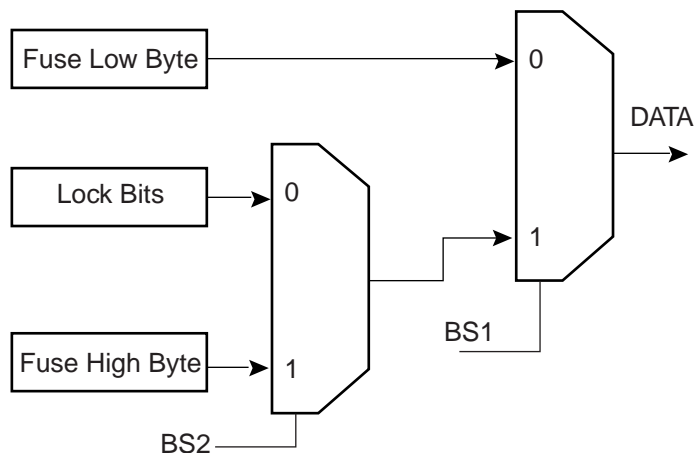 Fuse Low Byte
0
DATA
Lock Bits
0
1
BS1
Fuse High Byte
1
BS2